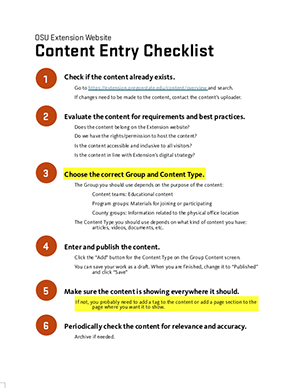 OSU Extension Website
Content Entry Checklist
1
Check if the content already exists.
Go to https://extension.oregonstate.edu/content/overview and search.
If changes need to be made to the content, contact the content's uploader.
2
Evaluate the content for requirements and best practices.
Does the content belong on the Extension website?
Do we have the rights/permission to host the content?
Is the content accessible and inclusive to all visitors?
Is the content in line with Extension's digital strategy?
3
Choose the correct Group and Content Type.
The Group you should use depends on the purpose of the content:
Content teams: Educational content
Program groups: Materials for joining or participating
County groups: Information related to the physical office location
The Content Type you should use depends on what kind of content you have:
articles, videos, documents, etc.
4
Enter and publish the content.
Click the "Add" button for the Content Type on the Group Content screen.
You can save your work as a draft. When you are finished, change it to "Published"
and click "Save"
5
Make sure the content is showing everywhere it should.
If not, you probably need to add a tag to the content or add a page section to the
page where you want it to show.
6
Periodically check the content for relevance and accuracy.
Archive if needed.